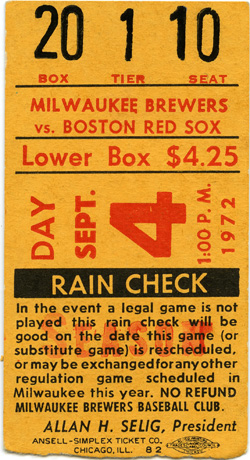 20 1 10
BOX TIER SEAT
MILWAUKEE BREWERS
vs. BOSTON RED SOX
Lower Box $4.25
DAY SEPT. 4 1:00 P.M. 1972
RAIN CHECK
In the event a legal game is not
played this rain check will be
good on the date this game (or
substitute game) is rescheduled,
or may be exchanged for any other
regulation game scheduled in
Milwaukee this year. NO REFUND
MILWAUKEE BREWERS BASEBALL CLUB.
ALLAN H. SELIG, President
ANSELL-SIMPLEX TICKET CO.
CHICAGO, ILL. 82